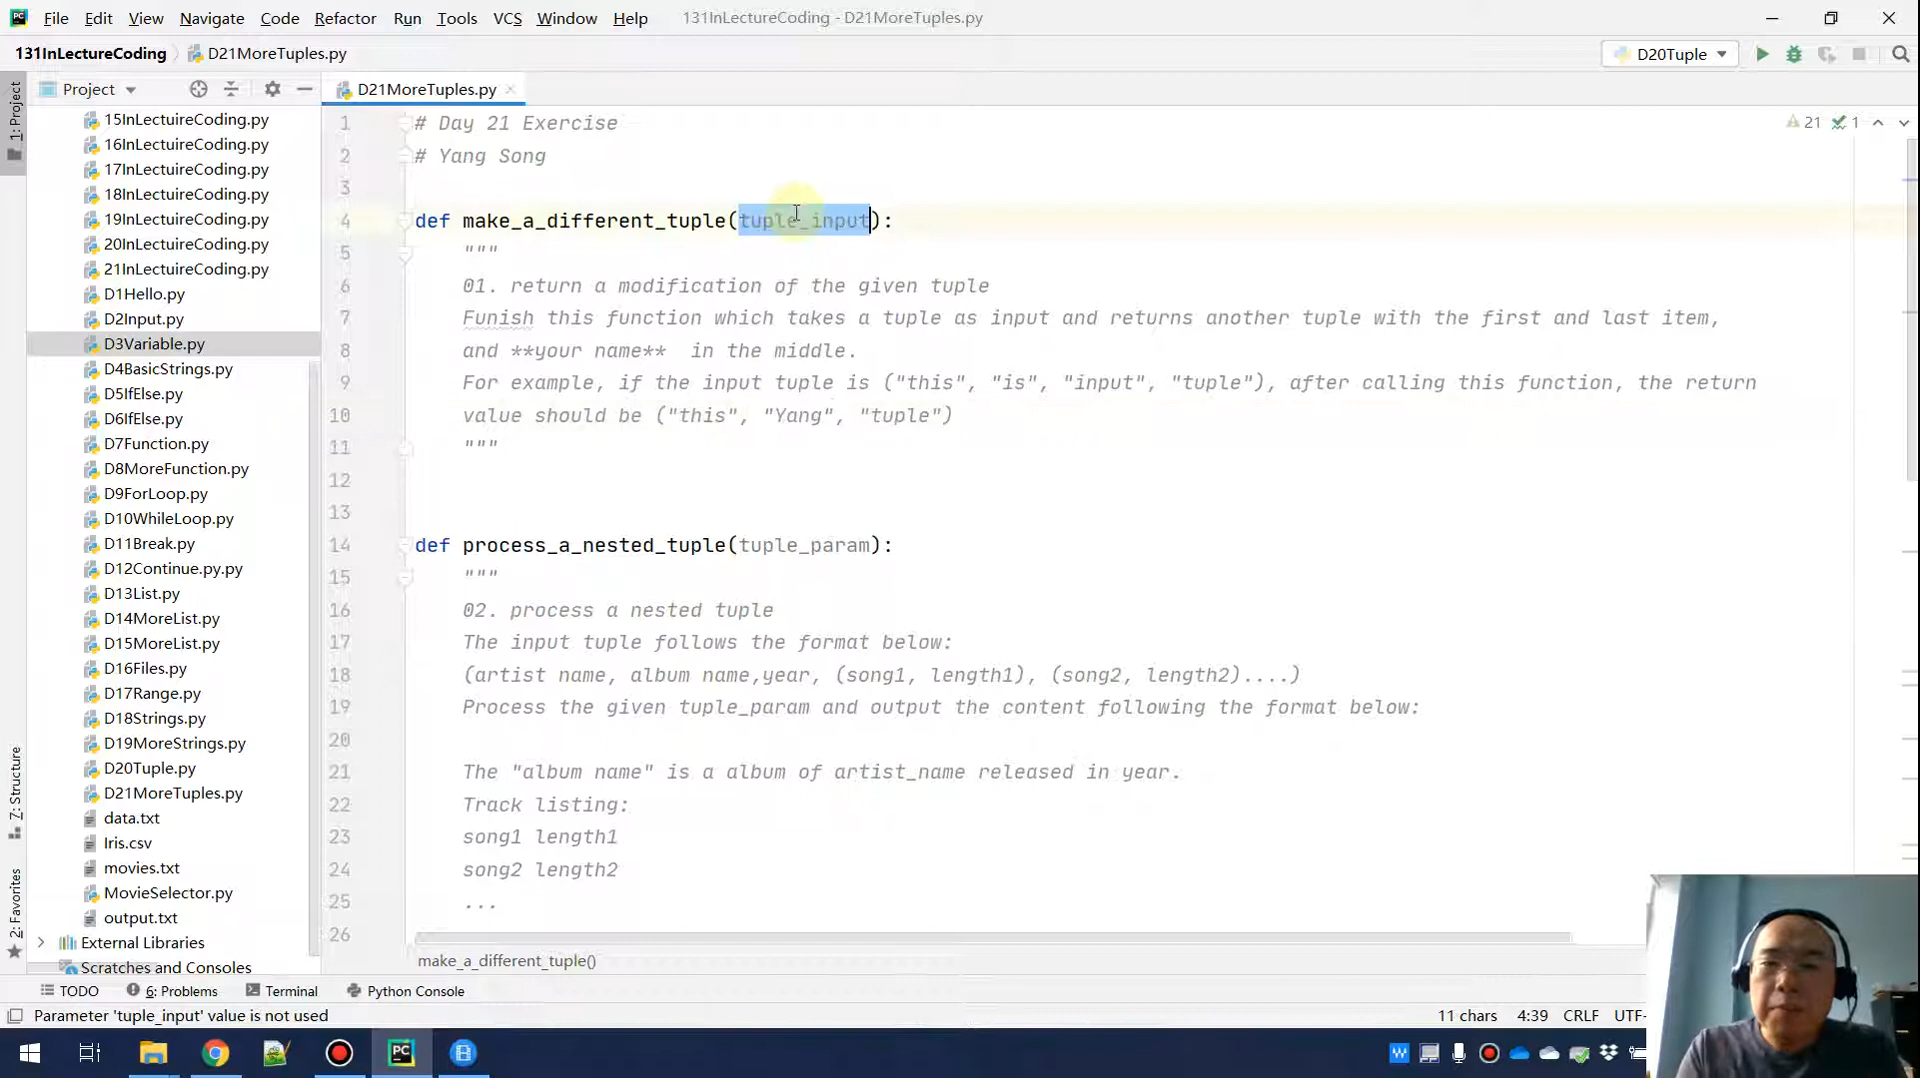 File Edit View Navigate Code Refactor Run Tools VCS Window Help 131InLectureCoding - D21MoreTuples.py
131InLectureCoding D21MoreTuples.py D20Tuple
Project D21MoreTuples.py
1: Project
15InLectuireCoding.py
16InLectuireCoding.py
17InLectuireCoding.py
18InLectuireCoding.py
19InLectuireCoding.py
20InLectuireCoding.py
21InLectuireCoding.py
D1Hello.py
D2Input.py
D3Variable.py
D4BasicStrings.py
D5IfElse.py
D6IfElse.py
D7Function.py
D8MoreFunction.py
D9ForLoop.py
D10WhileLoop.py
D11Break.py
D12Continue.py.py
D13List.py
D14MoreList.py
D15MoreList.py
D16Files.py
D17Range.py
D18Strings.py
D19MoreStrings.py
D20Tuple.py
D21MoreTuples.py
data.txt
Iris.csv
movies.txt
MovieSelector.py
output.txt
External Libraries
Scratches and Consoles
7: Structure
2: Favorites
21 1
1 # Day 21 Exercise
2 # Yang Song
3
4 def make_a_different_tuple(tuple_input):
5 """
6 01. return a modification of the given tuple
7 Funish this function which takes a tuple as input and returns another tuple with the first and last item,
8 and **your name**  in the middle.
9 For example, if the input tuple is ("this", "is", "input", "tuple"), after calling this function, the return
10 value should be ("this", "Yang", "tuple")
11 """
12
13
14 def process_a_nested_tuple(tuple_param):
15 """
16 02. process a nested tuple
17 The input tuple follows the format below:
18 (artist name, album name,year, (song1, length1), (song2, length2)....)
19 Process the given tuple_param and output the content following the format below:
20
21 The "album name" is a album of artist_name released in year.
22 Track listing:
23 song1 length1
24 song2 length2
25 ...
26
make_a_different_tuple()
TODO 6: Problems Terminal Python Console
Parameter 'tuple_input' value is not used 11 chars 4:39 CRLF UTF-
PC
W